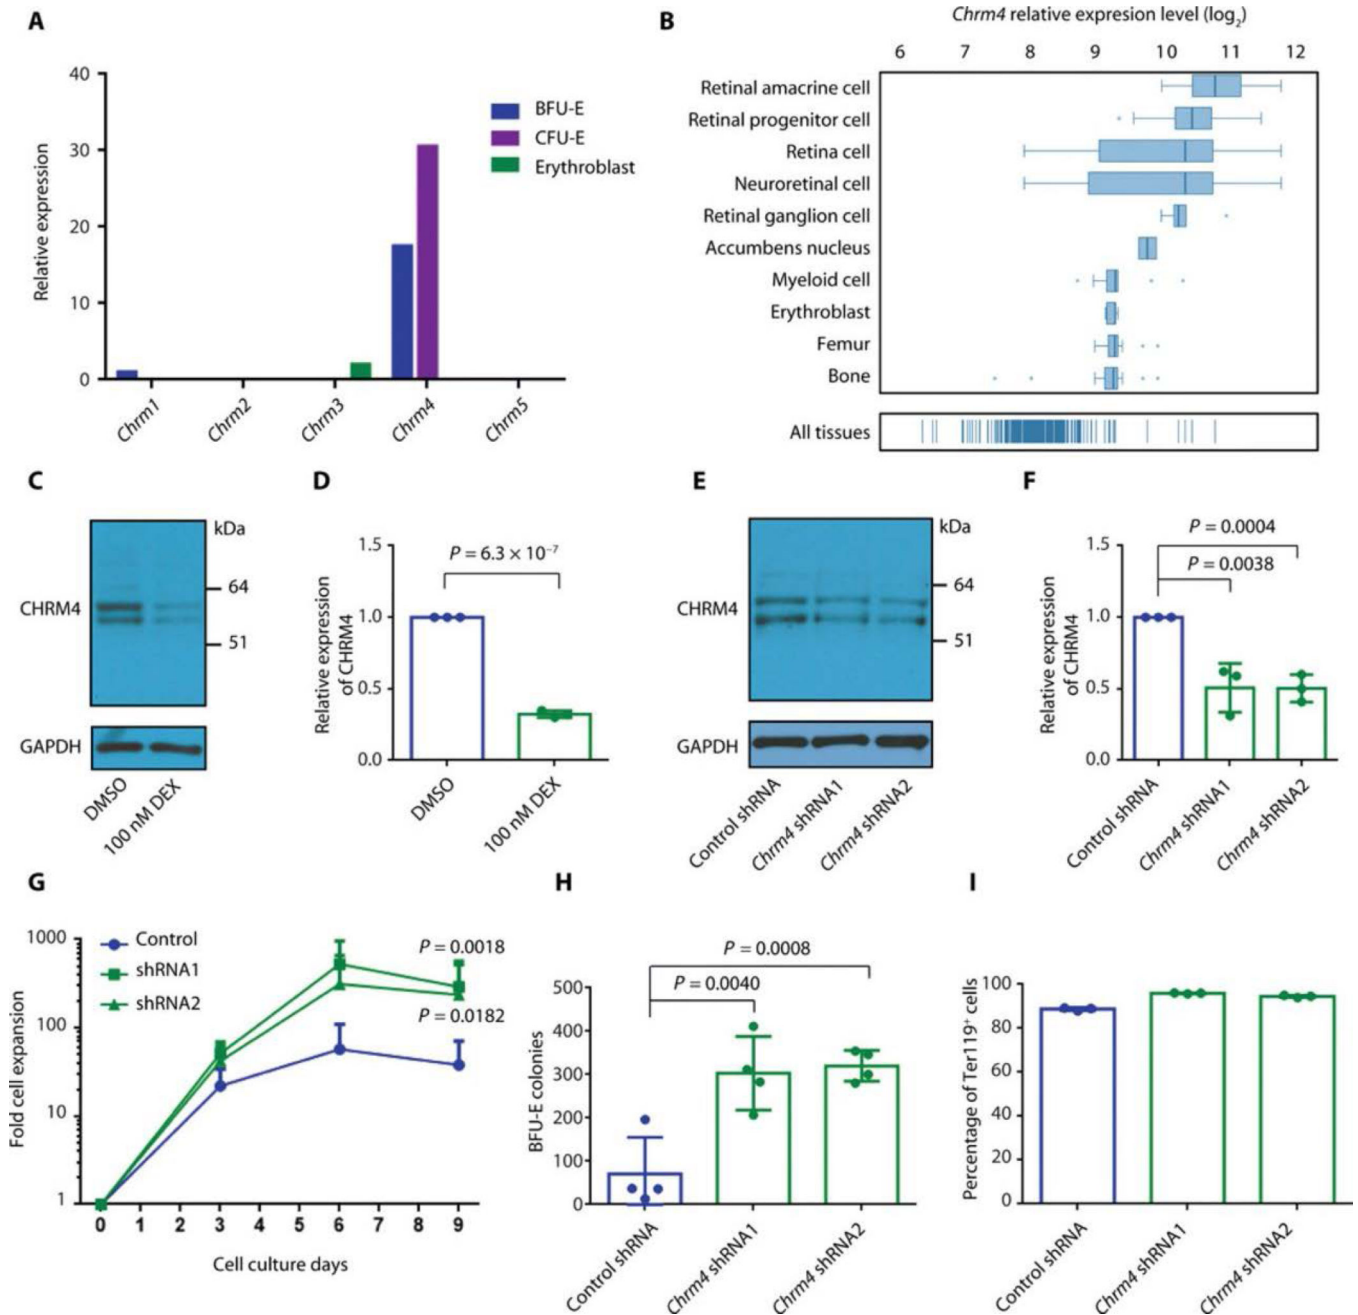 A
40
30
20
10
0
Relative expression
BFU-E
CFU-E
Erythroblast
Chrm1
Chrm2
Chrm3
Chrm4
Chrm5
B
Chrm4 relative expresion level (log2)
6 7 8 9 10 11 12
Retinal amacrine cell
Retinal progenitor cell
Retina cell
Neuroretinal cell
Retinal ganglion cell
Accumbens nucleus
Myeloid cell
Erythroblast
Femur
Bone
All tissues
C
kDa
64
51
CHRM4
GAPDH
DMSO
100 nM DEX
D
P = 6.3 × 10⁻⁷
1.5
1.0
0.5
0.0
Relative expression
of CHRM4
DMSO
100 nM DEX
E
kDa
64
51
CHRM4
GAPDH
Control shRNA
Chrm4 shRNA1
Chrm4 shRNA2
F
P = 0.0004
P = 0.0038
1.5
1.0
0.5
0.0
Relative expression
of CHRM4
Control shRNA
Chrm4 shRNA1
Chrm4 shRNA2
G
1000
100
10
1
Fold cell expansion
Control
shRNA1
shRNA2
P = 0.0018
P = 0.0182
0 1 2 3 4 5 6 7 8 9
Cell culture days
H
P = 0.0008
P = 0.0040
500
400
300
200
100
0
BFU-E colonies
Control shRNA
Chrm4 shRNA1
Chrm4 shRNA2
I
100
80
60
40
20
0
Percentage of Ter119⁺ cells
Control shRNA
Chrm4 shRNA1
Chrm4 shRNA2